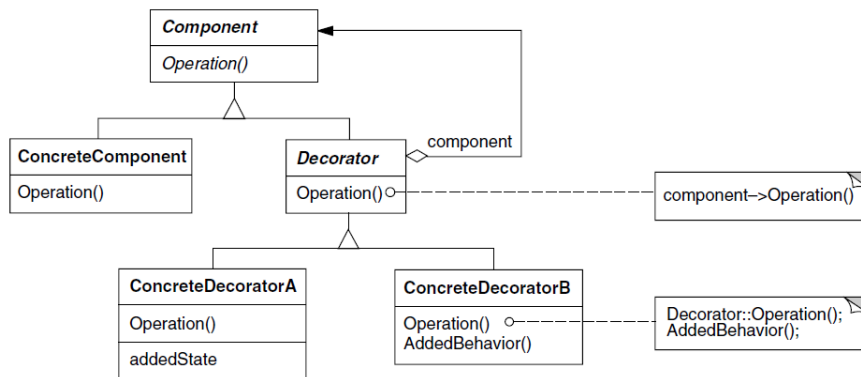 Component
Operation()
component
ConcreteComponent
Operation()
Decorator
Operation()
component–>Operation()
ConcreteDecoratorA
Operation()
addedState
ConcreteDecoratorB
Operation()
AddedBehavior()
Decorator::Operation();
AddedBehavior();